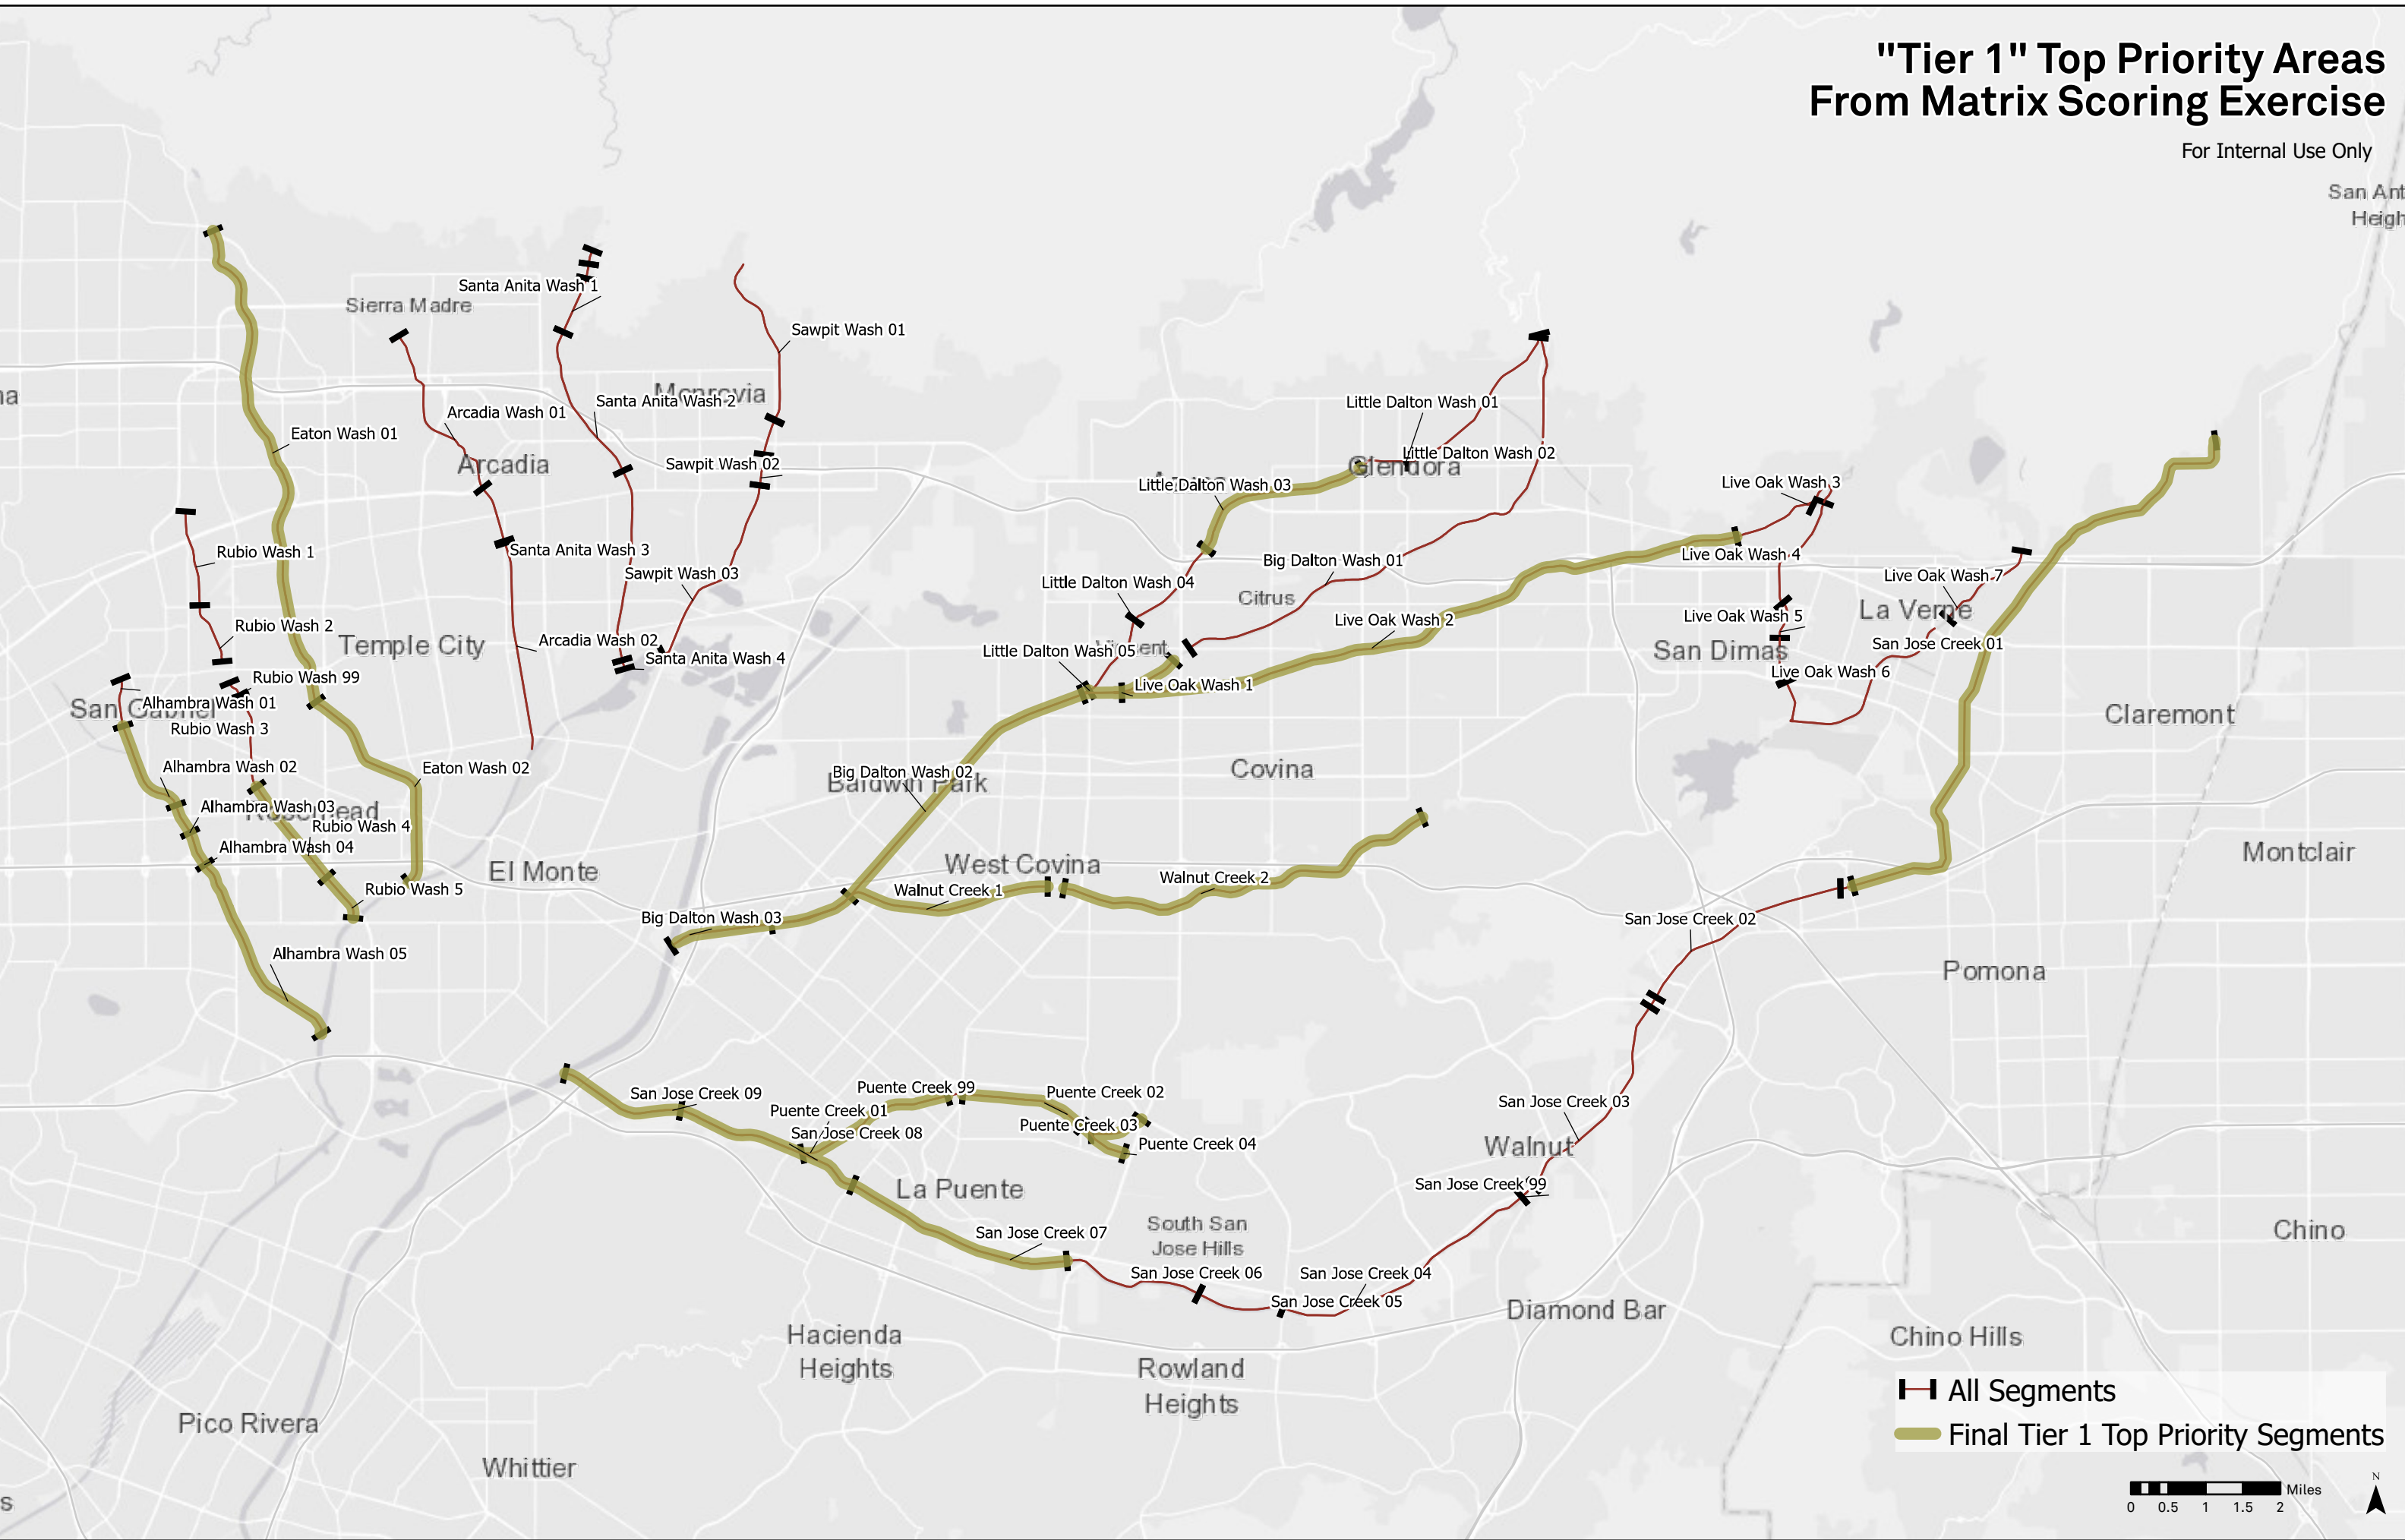 "Tier 1" Top Priority Areas
From Matrix Scoring Exercise
For Internal Use Only
San Ant
Heigh
Santa Anita Wash 1
Sierra Madre
Sawpit Wash 01
Monrovia
Santa Anita Wash 2
Arcadia Wash 01
Little Dalton Wash 01
Eaton Wash 01
Little Dalton Wash 02
Arcadia
Sawpit Wash 02
Glendora
Little Dalton Wash 03
Live Oak Wash 3
Rubio Wash 1
Santa Anita Wash 3
Live Oak Wash 4
Big Dalton Wash 01
Sawpit Wash 03
Little Dalton Wash 04
Live Oak Wash 7
Citrus
La Verne
Live Oak Wash 5
Live Oak Wash 2
Rubio Wash 2
Temple City
Arcadia Wash 02
San Jose Creek 01
Little Dalton Wash 05
San Dimas
Santa Anita Wash 4
Live Oak Wash 6
Rubio Wash 99
Live Oak Wash 1
Alhambra Wash 01
San Gabriel
Claremont
Rubio Wash 3
Alhambra Wash 02
Eaton Wash 02
Big Dalton Wash 02
Covina
Baldwin Park
Alhambra Wash 03
Rosemead
Rubio Wash 4
Alhambra Wash 04
Montclair
El Monte
West Covina
Walnut Creek 2
Rubio Wash 5
Walnut Creek 1
Big Dalton Wash 03
San Jose Creek 02
Alhambra Wash 05
Pomona
San Jose Creek 09
Puente Creek 99
Puente Creek 02
San Jose Creek 03
Puente Creek 01
Puente Creek 03
San Jose Creek 08
Puente Creek 04
Walnut
San Jose Creek 99
La Puente
South San
Jose Hills
San Jose Creek 07
Chino
San Jose Creek 06
San Jose Creek 04
San Jose Creek 05
Diamond Bar
Hacienda
Heights
Chino Hills
Rowland
Heights
Pico Rivera
Whittier
All Segments
Final Tier 1 Top Priority Segments
N
Miles
0 0.5 1 1.5 2